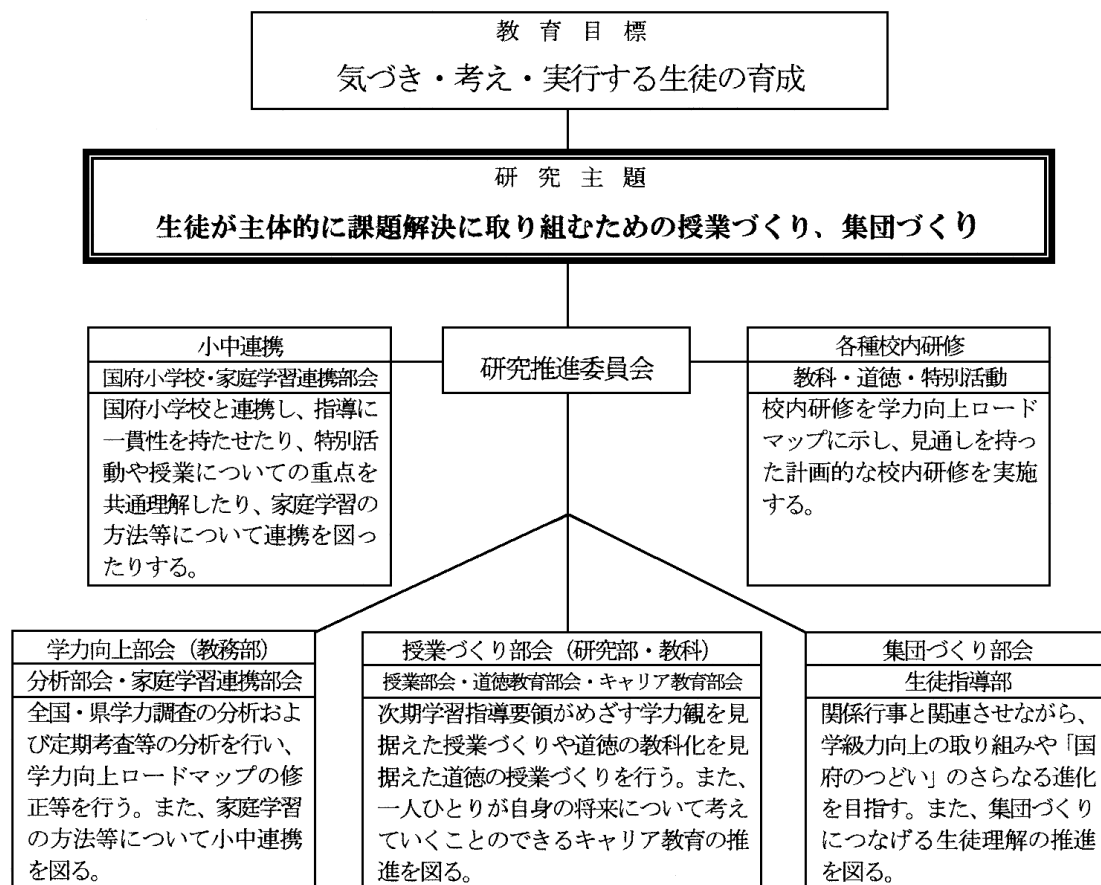 教育目標
気づき・考え・実行する生徒の育成
研究主題
生徒が主体的に課題解決に取り組むための授業づくり、集団づくり
小中連携
国府小学校・家庭学習連携部会
国府小学校と連携し、指導に
一貫性を持たせたり、特別活
動や授業についての重点を
共通理解したり、家庭学習の
方法等について連携を図っ
たりする。
研究推進委員会
各種校内研修
教科・道徳・特別活動
校内研修を学力向上ロード
マップに示し、見通しを持っ
た計画的な校内研修を実施
する。
学力向上部会（教務部）
分析部会・家庭学習連携部会
全国・県学力調査の分析およ
び定期考査等の分析を行い、
学力向上ロードマップの修
正等を行う。また、家庭学習
の方法等について小中連携
を図る。
授業づくり部会（研究部・教科）
授業部会・道徳教育部会・キャリア教育部会
次期学習指導要領がめざす学力観を見
据えた授業づくりや道徳の教科化を見
据えた道徳の授業づくりを行う。また、
一人ひとりが自身の将来について考え
ていくことのできるキャリア教育の推
進を図る。
集団づくり部会
生徒指導部
関係行事と関連させながら、
学級力向上の取り組みや「国
府のつどい」のさらなる進化
を目指す。また、集団づくり
につなげる生徒理解の推進
を図る。